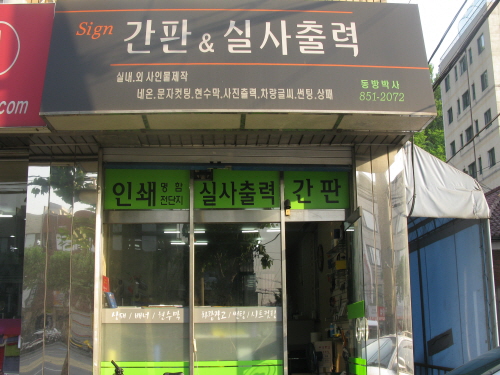 Sign 간판 & 실사출력
실내,외 사인물제작
네온,문자컷팅,현수막,사진출력,차량글씨,썬팅,상패
동방박사
851-2072
.com
인쇄 명함 전단지
실사출력
간판